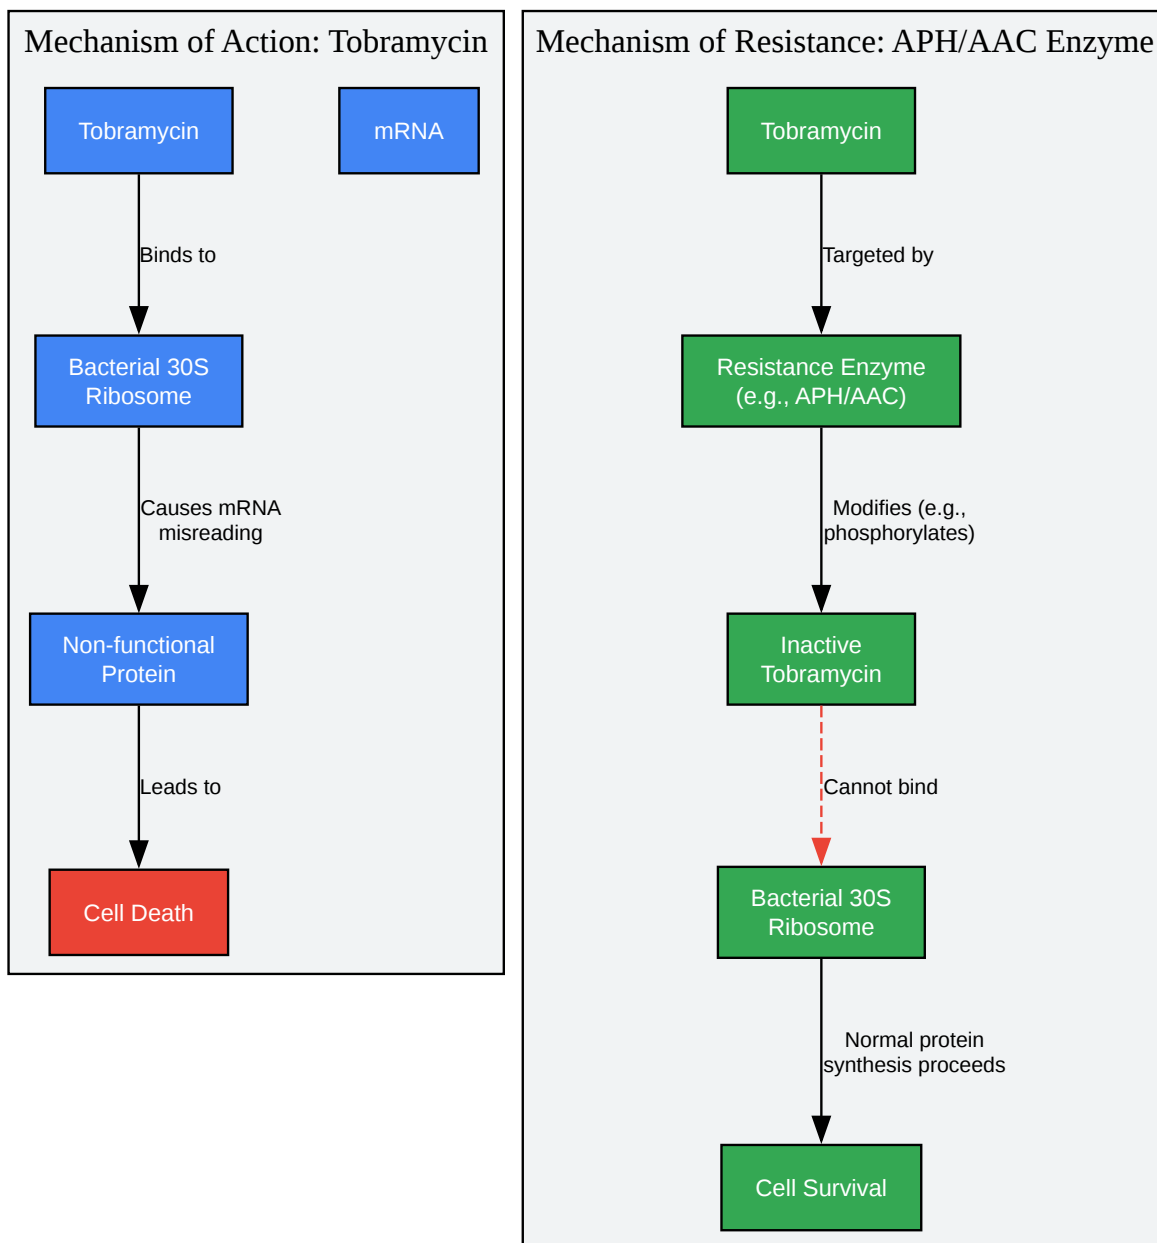 Mechanism of Action: Tobramycin
Tobramycin
mRNA
Binds to
Bacterial 30S
Ribosome
Causes mRNA
misreading
Non-functional
Protein
Leads to
Cell Death
Mechanism of Resistance: APH/AAC Enzyme
Tobramycin
Targeted by
Resistance Enzyme
(e.g., APH/AAC)
Modifies (e.g.,
phosphorylates)
Inactive
Tobramycin
Cannot bind
Bacterial 30S
Ribosome
Normal protein
synthesis proceeds
Cell Survival